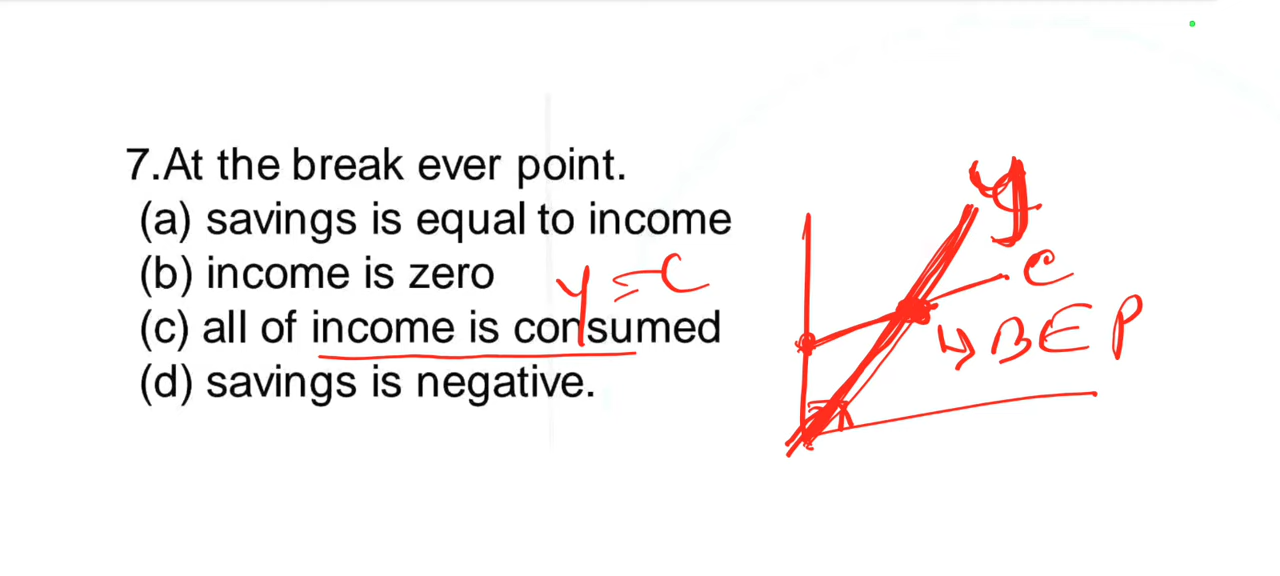 7.At the break ever point.
(a) savings is equal to income
(b) income is zero
y = C
(c) all of income is consumed
(d) savings is negative.
y
C
BEP